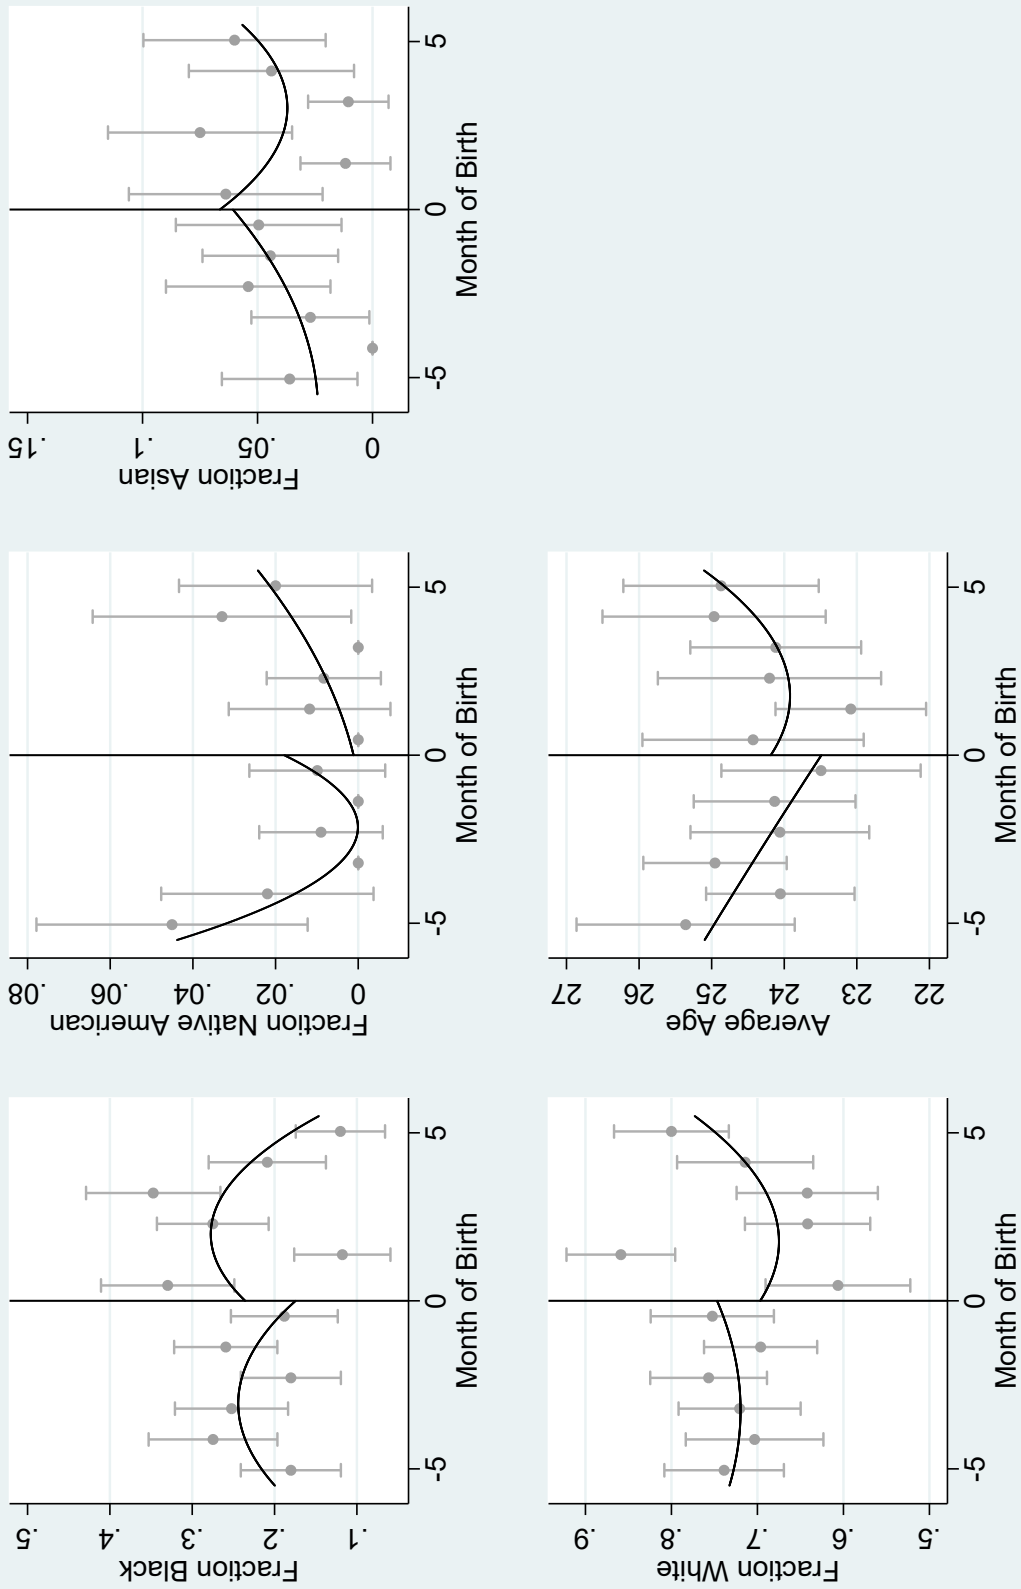 Fraction Black
.5
.4
.3
.2
.1
-5 0 5
Month of Birth
Fraction Native American
.08
.06
.04
.02
0
-5 0 5
Month of Birth
Fraction Asian
.15
.1
.05
0
-5 0 5
Month of Birth
Fraction White
.9
.8
.7
.6
.5
-5 0 5
Month of Birth
Average Age
27
26
25
24
23
22
-5 0 5
Month of Birth